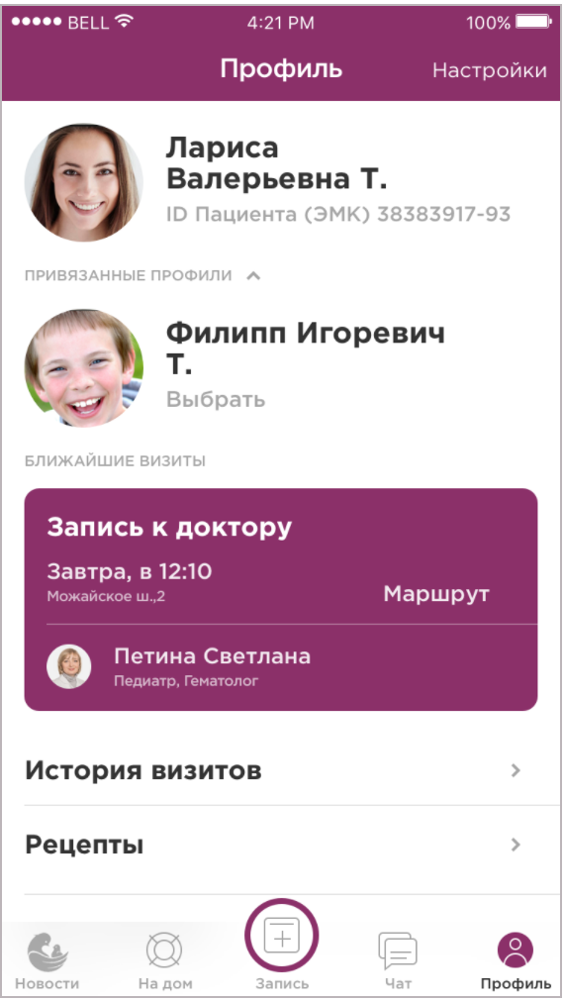 BELL 4:21 PM 100%
Профиль Настройки
Лариса
Валерьевна Т.
ID Пациента (ЭМК) 38383917-93
ПРИВЯЗАННЫЕ ПРОФИЛИ
Филипп Игоревич
Т.
Выбрать
БЛИЖАЙШИЕ ВИЗИТЫ
Запись к доктору
Завтра, в 12:10
Можайское ш.,2
Маршрут
Петина Светлана
Педиатр, Гематолог
История визитов
Рецепты
Новости На дом Запись Чат Профиль